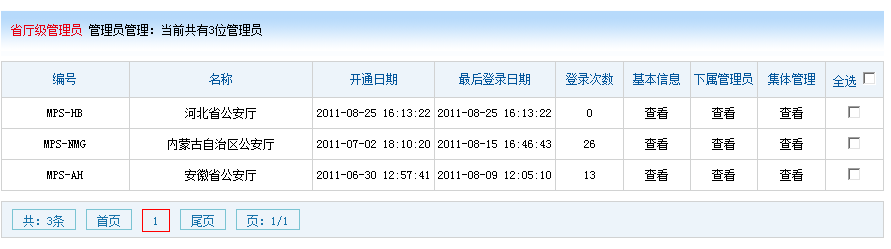 省厅级管理员 管理员管理：当前共有3位管理员
编号 名称 开通日期 最后登录日期 登录次数 基本信息 下属管理员 集体管理 全选
MPS-HB 河北省公安厅 2011-08-25 16:13:22 2011-08-25 16:13:22 0 查看 查看 查看
MPS-NMG 内蒙古自治区公安厅 2011-07-02 18:10:20 2011-08-15 16:46:43 26 查看 查看 查看
MPS-AH 安徽省公安厅 2011-06-30 12:57:41 2011-08-09 12:05:10 13 查看 查看 查看
共：3条 首页 1 尾页 页：1/1